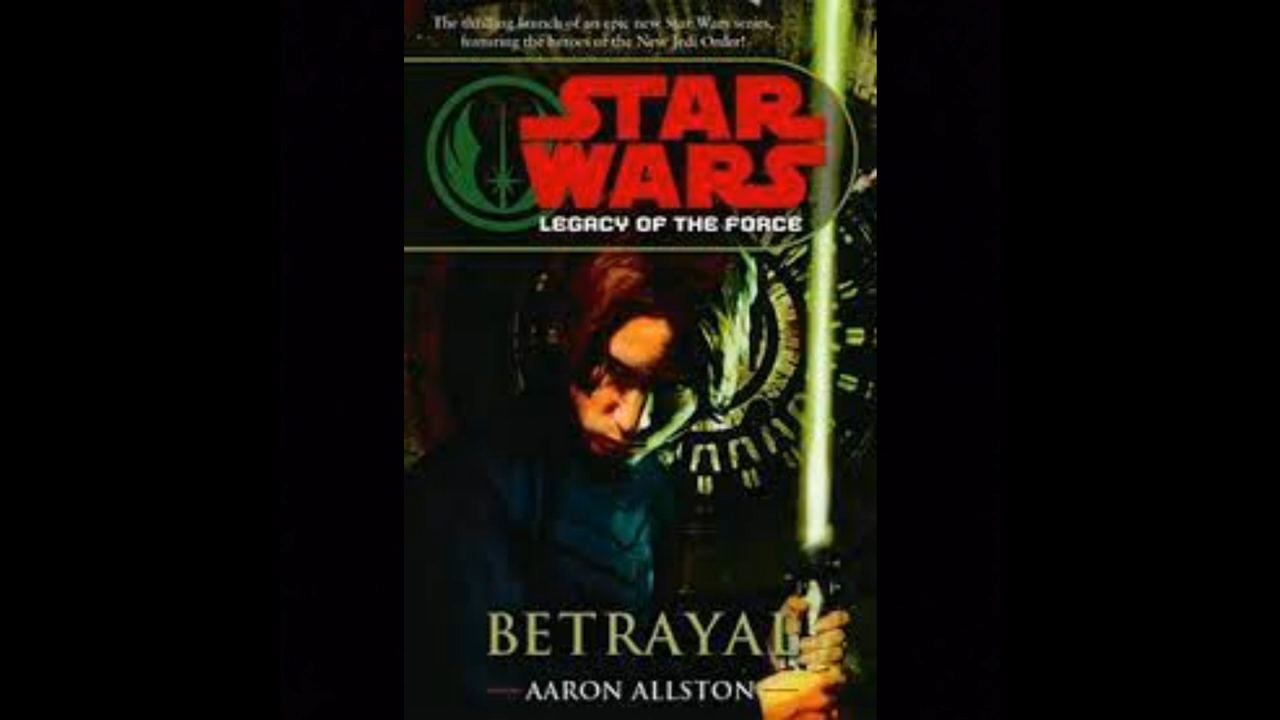 The thrilling launch of an epic new Star Wars series,
featuring the heroes of the New Jedi Order!
STAR
WARS
LEGACY OF THE FORCE
BETRAYAL
AARON ALLSTON